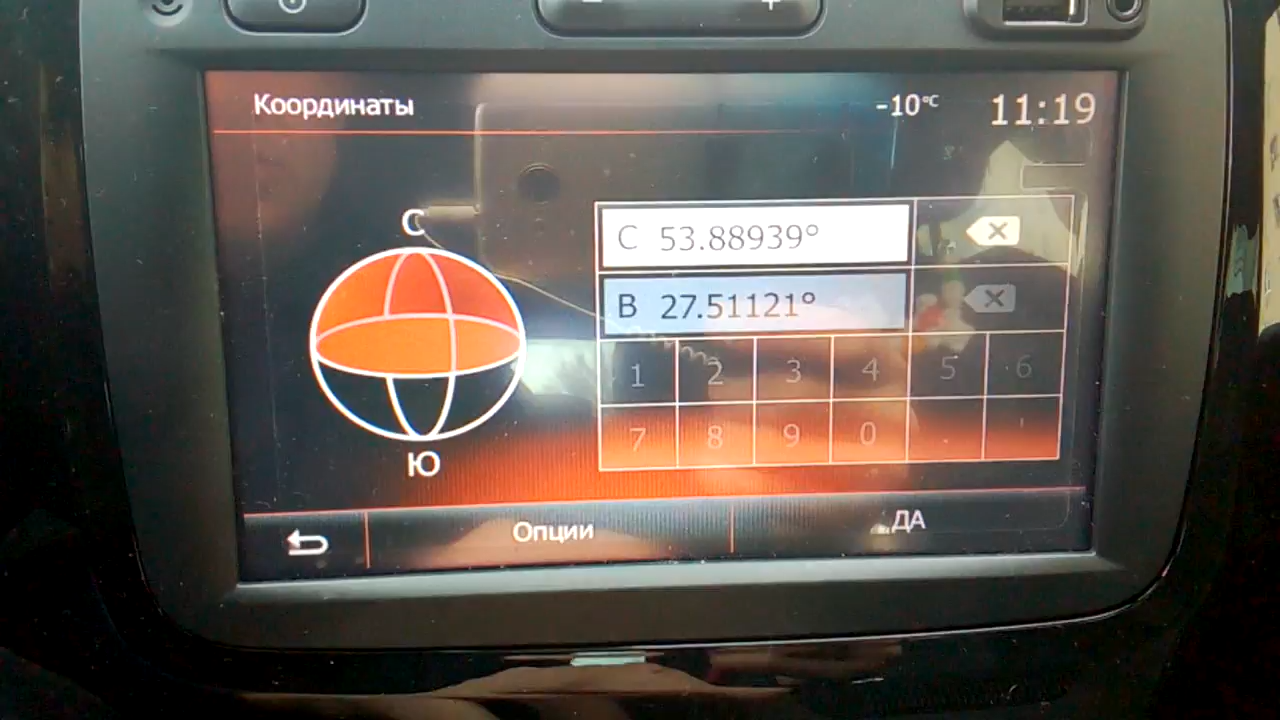 Координаты
-10°C
11:19
С
С 53.88939°
В 27.51121°
1 2 3 4 5 6
7 8 9 0 . '
Ю
Опции
ДА